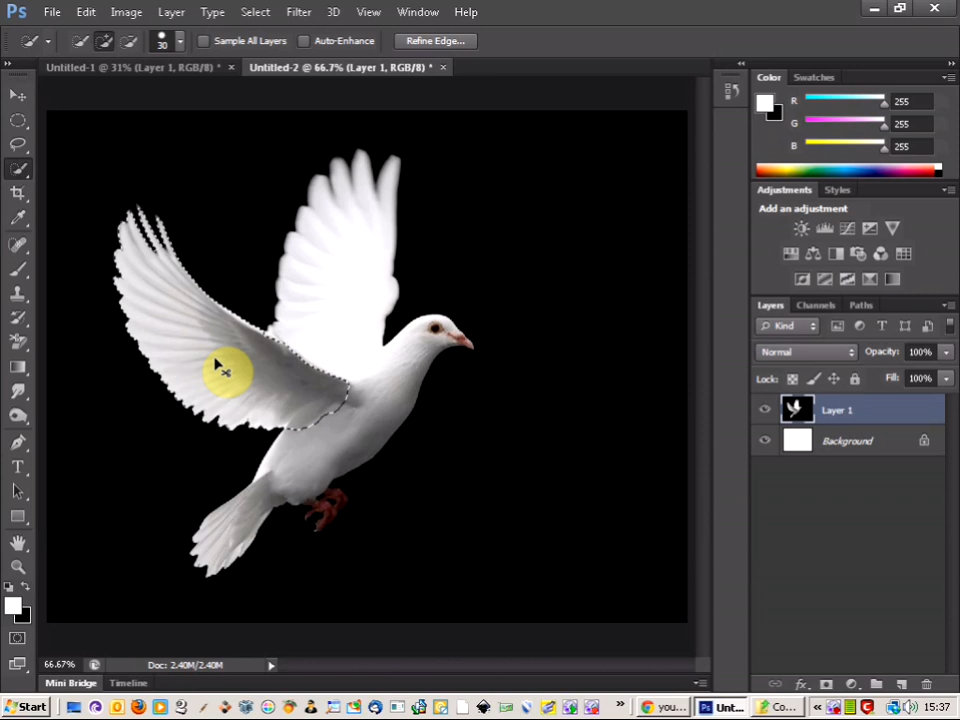 Ps File Edit Image Layer Type Select Filter 3D View Window Help
30 Sample All Layers Auto-Enhance Refine Edge...
Untitled-1 @ 31% (Layer 1, RGB/8) * × Untitled-2 @ 66.7% (Layer 1, RGB/8) * ×
Color Swatches
R 255
G 255
B 255
Adjustments Styles
Add an adjustment
Layers Channels Paths
Kind
Normal Opacity: 100%
Lock: Fill: 100%
Layer 1
Background
66.67% Doc: 2.40M/2.40M
Mini Bridge Timeline
Start you... Unt... Co... 15:37